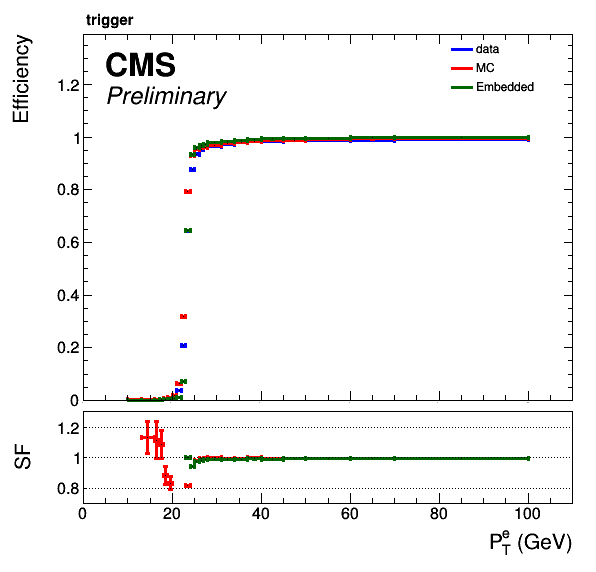 trigger
CMS
Preliminary
data
MC
Embedded
Efficiency
1.2
1
0.8
0.6
0.4
0.2
0
SF
1.2
1
0.8
0 20 40 60 80 100
P_T^e (GeV)